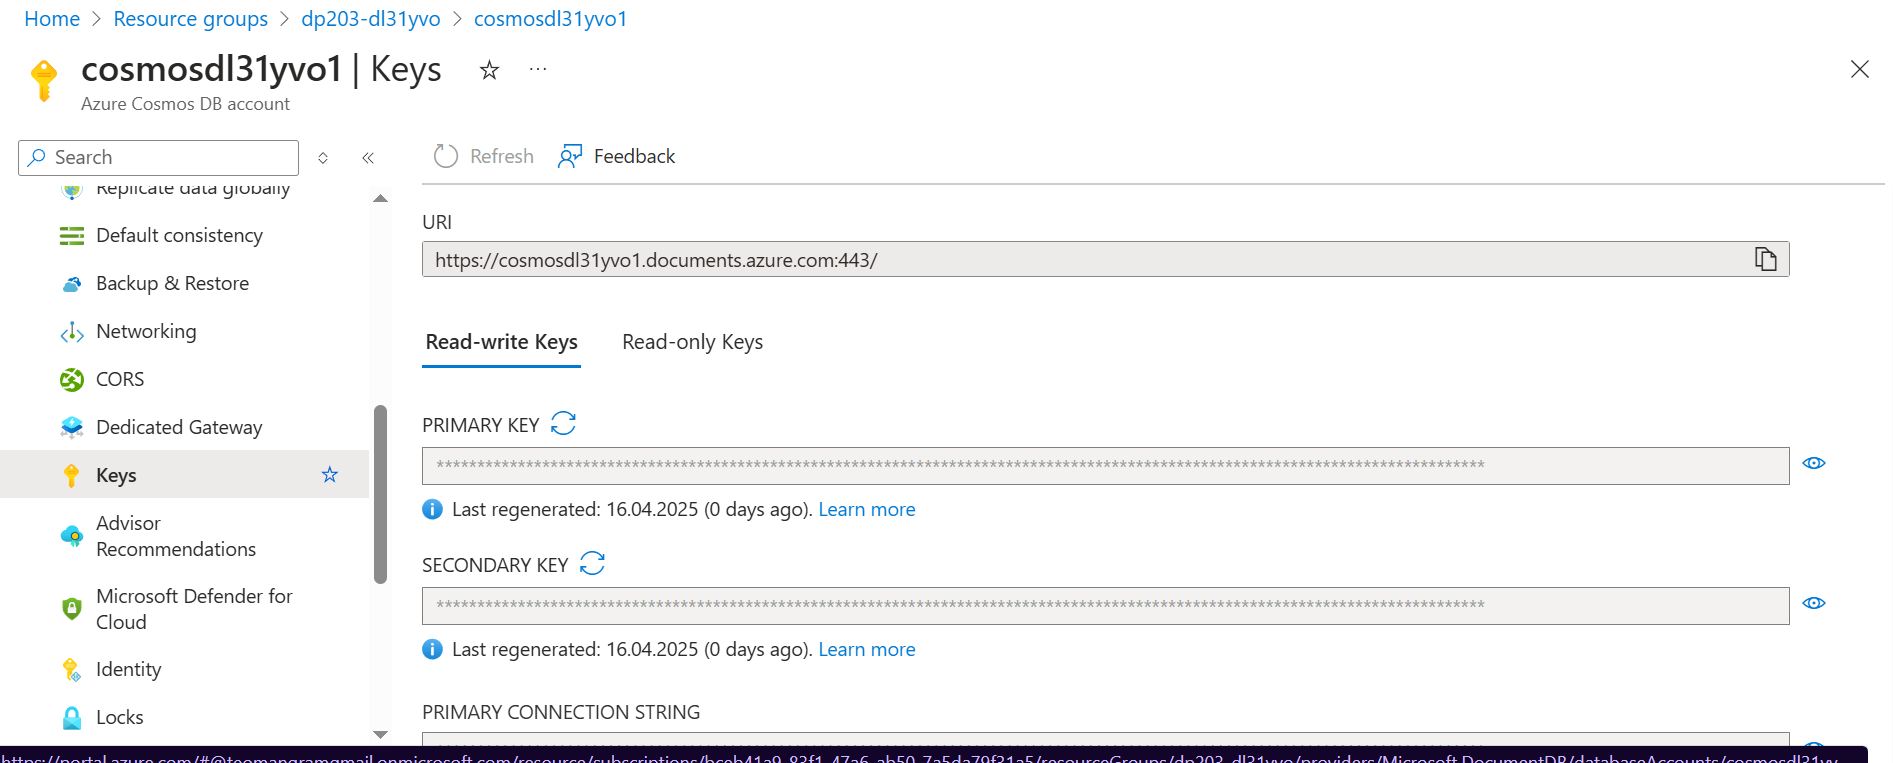 Home > Resource groups > dp203-dl31yvo > cosmosdl31yvo1
cosmosdl31yvo1 | Keys
Azure Cosmos DB account
Search
Refresh
Feedback
Replicate data globally
Default consistency
Backup & Restore
Networking
CORS
Dedicated Gateway
Keys
Advisor
Recommendations
Microsoft Defender for
Cloud
Identity
Locks
URI
https://cosmosdl31yvo1.documents.azure.com:443/
Read-write Keys
Read-only Keys
PRIMARY KEY
Last regenerated: 16.04.2025 (0 days ago). Learn more
SECONDARY KEY
Last regenerated: 16.04.2025 (0 days ago). Learn more
PRIMARY CONNECTION STRING